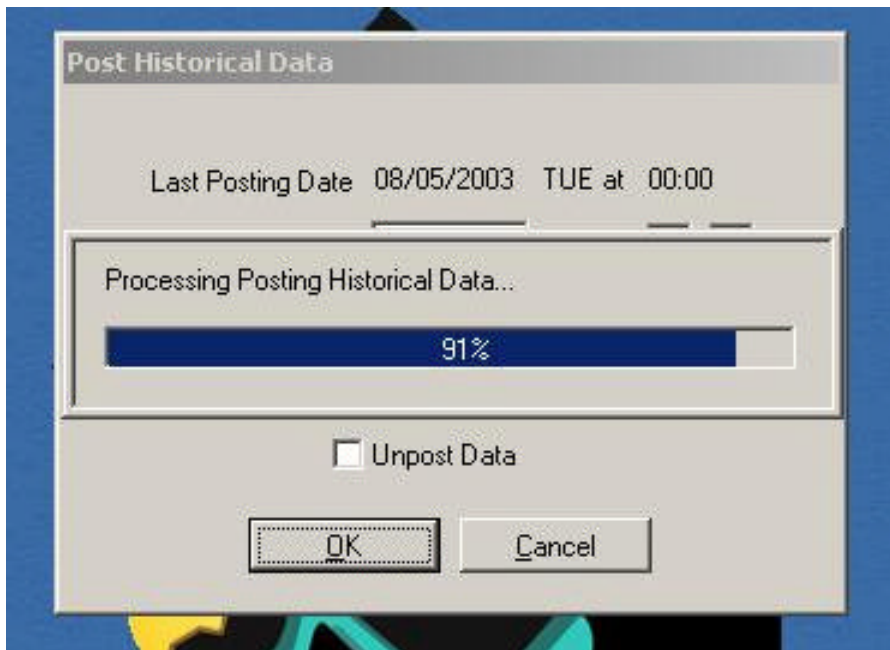 Post Historical Data
Last Posting Date 08/05/2003 TUE at 00:00
Processing Posting Historical Data...
91%
Unpost Data
OK Cancel